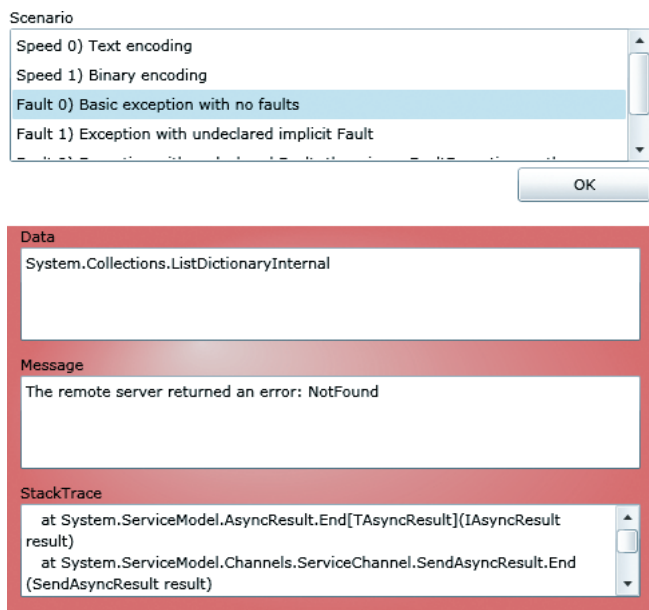 Scenario
Speed 0) Text encoding
Speed 1) Binary encoding
Fault 0) Basic exception with no faults
Fault 1) Exception with undeclared implicit Fault
OK
Data
System.Collections.ListDictionaryInternal
Message
The remote server returned an error: NotFound
StackTrace
at System.ServiceModel.AsyncResult.End[TAsyncResult](IAsyncResult
result)
at System.ServiceModel.Channels.ServiceChannel.SendAsyncResult.End
(SendAsyncResult result)